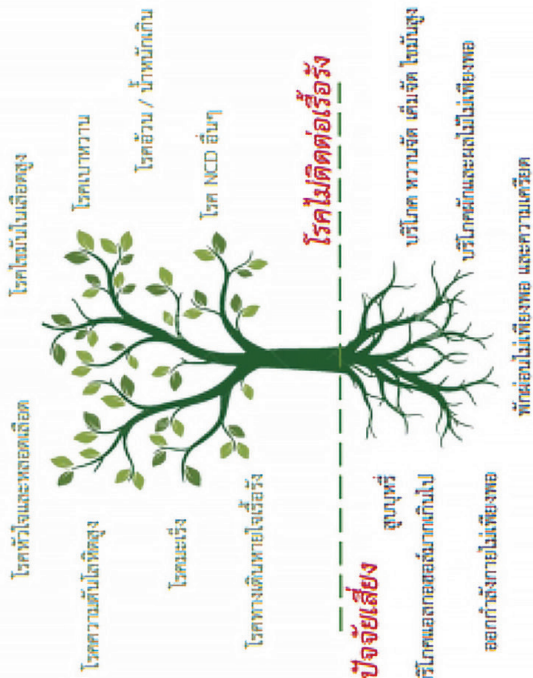 โรคหัวใจและหลอดเลือด
โรคไขมันในเลือดสูง
โรคความดันโลหิตสูง
โรคเบาหวาน
โรคมะเร็ง
โรคอ้วน / น้ำหนักเกิน
โรคทางเดินหายใจเรื้อรัง
โรค NCD อื่นๆ
โรคไม่ติดต่อเรื้อรัง
ปัจจัยเสี่ยง
สูบบุหรี่
บริโภค หวานจัด เค็มจัด ไขมันสูง
บริโภคแอลกอฮอล์มากเกินไป
บริโภคผักและผลไม้ไม่เพียงพอ
ออกกำลังกายไม่เพียงพอ
พักผ่อนไม่เพียงพอ และความเครียด